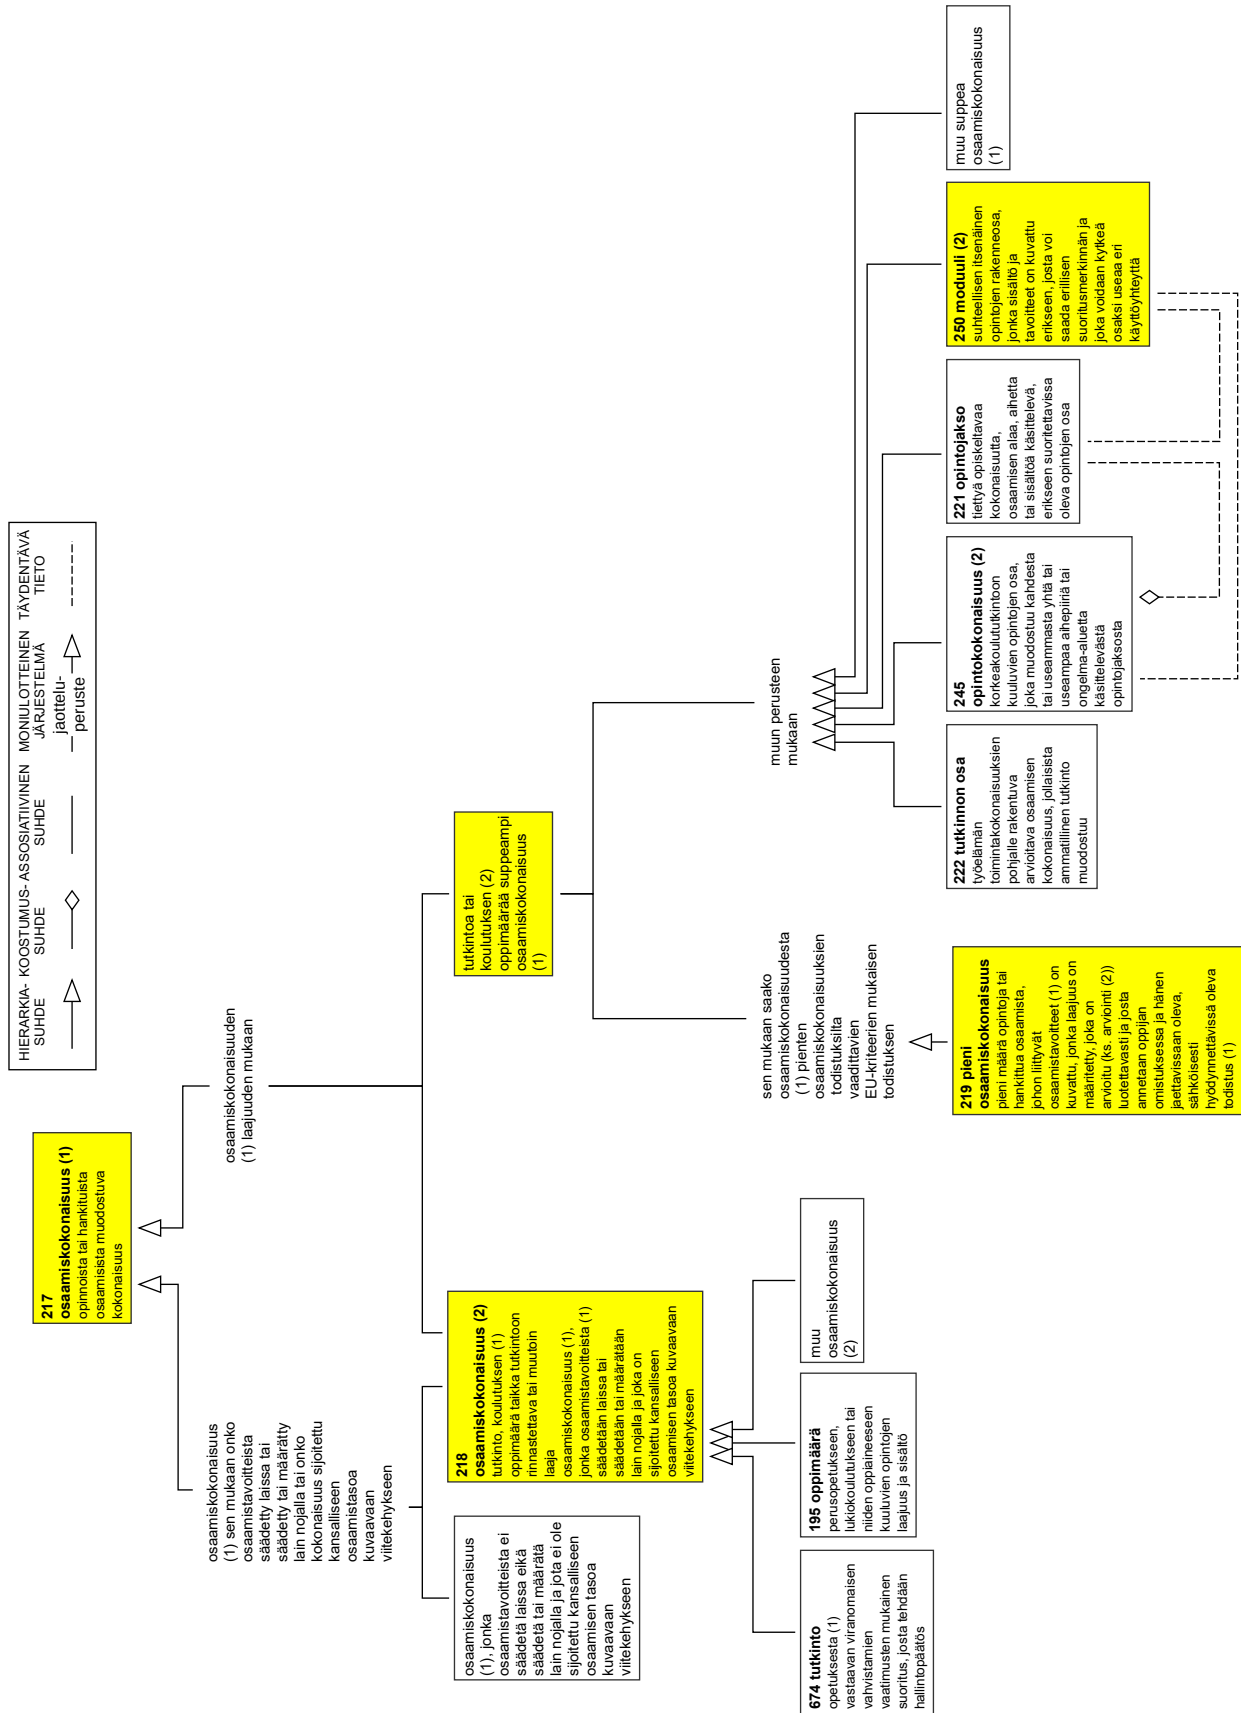 HIERARKIA- KOOSTUMUS- ASSOSIATIIVINEN MONIULOTTEINEN TÄYDENTÄVÄ
SUHDE SUHDE SUHDE JÄRJESTELMÄ TIETO
jaottelu-
peruste
217
osaamiskokonaisuus (1)
opinnoista tai hankituista
osaamisista muodostuva
kokonaisuus
osaamiskokonaisuus
(1) sen mukaan onko
osaamistavoitteista
säädetty laissa tai
säädetty tai määrätty
lain nojalla tai onko
kokonaisuus sijoitettu
kansalliseen
osaamistasoa
kuvaavaan
viitekehykseen
osaamiskokonaisuuden
(1) laajuuden mukaan
osaamiskokonaisuus
(1), jonka
osaamistavoitteista ei
säädetä laissa eikä
säädetä tai määrätä
lain nojalla ja jota ei ole
sijoitettu kansalliseen
osaamisen tasoa
kuvaavaan
viitekehykseen
218
osaamiskokonaisuus (2)
tutkinto, koulutuksen (1)
oppimäärä taikka tutkintoon
rinnastettava tai muutoin
laaja
osaamiskokonaisuus (1),
jonka osaamistavoitteista (1)
säädetään laissa tai
säädetään tai määrätään
lain nojalla ja joka on
sijoitettu kansalliseen
osaamisen tasoa kuvaavaan
viitekehykseen
tutkintoa tai
koulutuksen (2)
oppimäärää suppeampi
osaamiskokonaisuus
(1)
sen mukaan saako
osaamiskokonaisuudesta
(1) pienten
osaamiskokonaisuuksien
todistuksilta
vaadittavien
EU-kriteerien mukaisen
todistuksen
muun perusteen
mukaan
674 tutkinto
opetuksesta (1)
vastaavan viranomaisen
vahvistamien
vaatimusten mukainen
suoritus, josta tehdään
hallintopäätös
195 oppimäärä
perusopetukseen,
lukiokoulutukseen tai
niiden oppiaineeseen
kuuluvien opintojen
laajuus ja sisältö
muu
osaamiskokonaisuus
(2)
219 pieni
osaamiskokonaisuus
pieni määrä opintoja tai
hankittua osaamista,
johon liittyvät
osaamistavoitteet (1) on
kuvattu, jonka laajuus on
määritetty, joka on
arvioitu (ks. arviointi (2))
luotettavasti ja josta
annetaan oppijan
omistuksessa ja hänen
jaettavissaan oleva,
sähköisesti
hyödynnettävissä oleva
todistus (1)
222 tutkinnon osa
työelämän
toimintakokonaisuuksien
pohjalle rakentuva
arvioitava osaamisen
kokonaisuus, jollaisista
ammatillinen tutkinto
muodostuu
245
opintokokonaisuus (2)
korkeakoulututkintoon
kuuluvien opintojen osa,
joka muodostuu kahdesta
tai useammasta yhtä tai
useampaa aihepiiriä tai
ongelma-aluetta
käsittelevästä
opintojaksosta
221 opintojakso
tiettyä opiskeltavaa
kokonaisuutta,
osaamisen alaa, aihetta
tai sisältöä käsittelevä,
erikseen suoritettavissa
oleva opintojen osa
250 moduuli (2)
suhteellisen itsenäinen
opintojen rakenneosa,
jonka sisältö ja
tavoitteet on kuvattu
erikseen, josta voi
saada erillisen
suoritusmerkinnän ja
joka voidaan kytkeä
osaksi useaa eri
käyttöyhteyttä
muu suppea
osaamiskokonaisuus
(1)